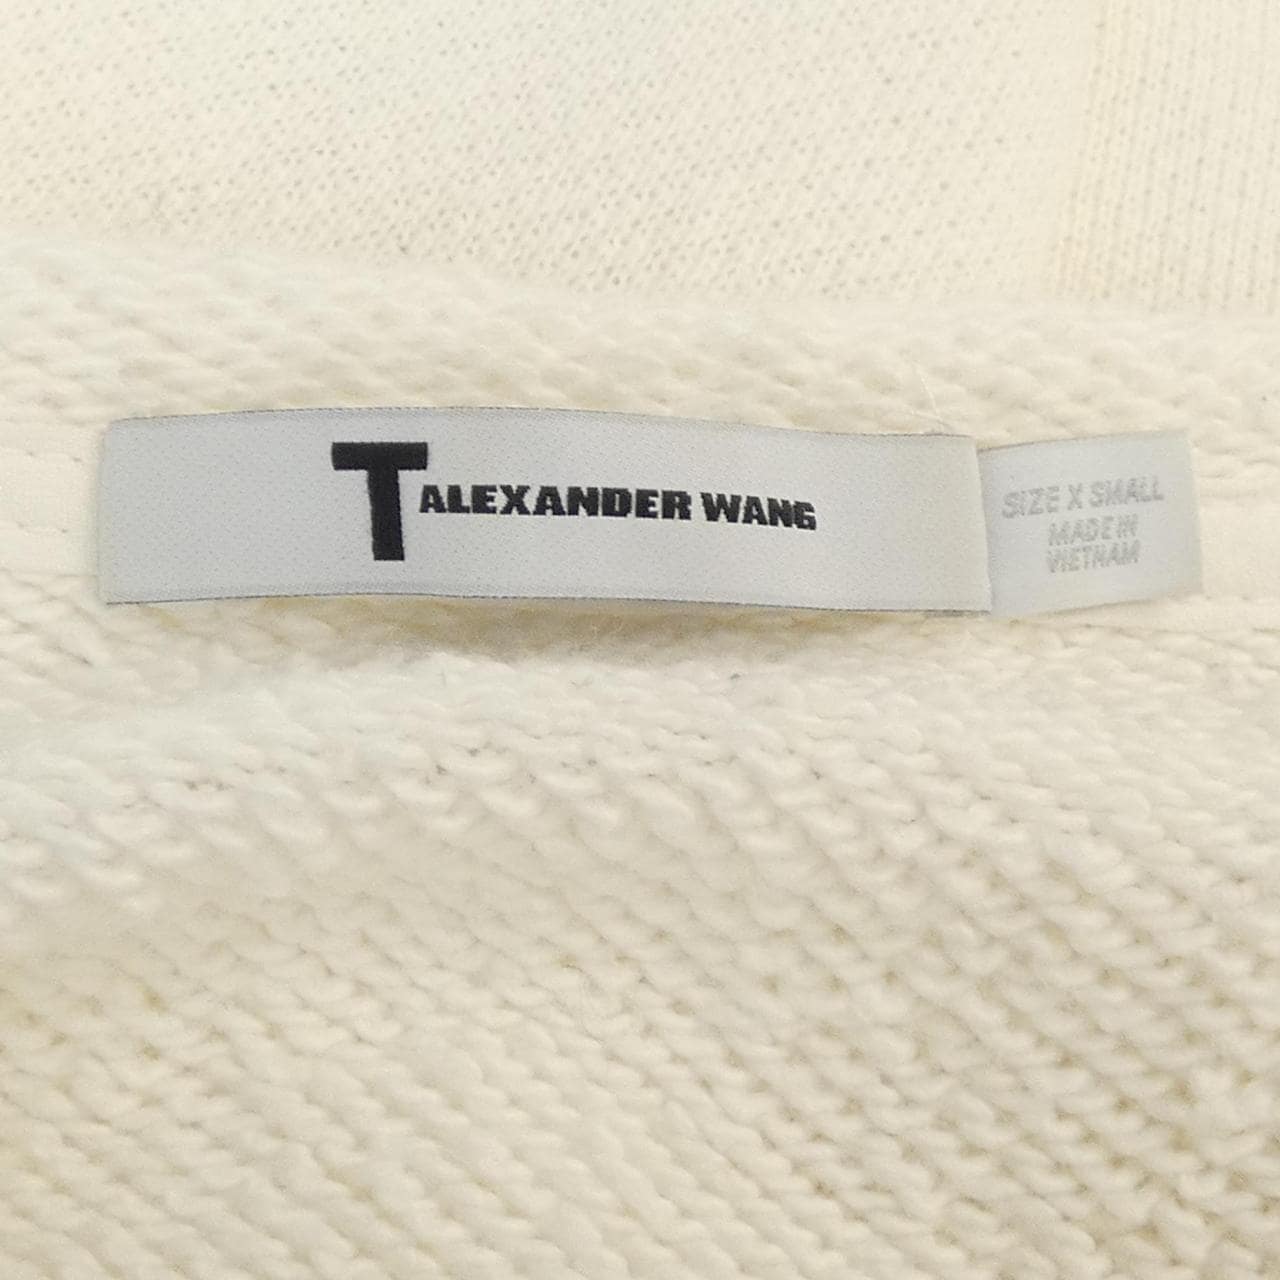 T ALEXANDER WANG
SIZE X SMALL
MADE IN
VIETNAM